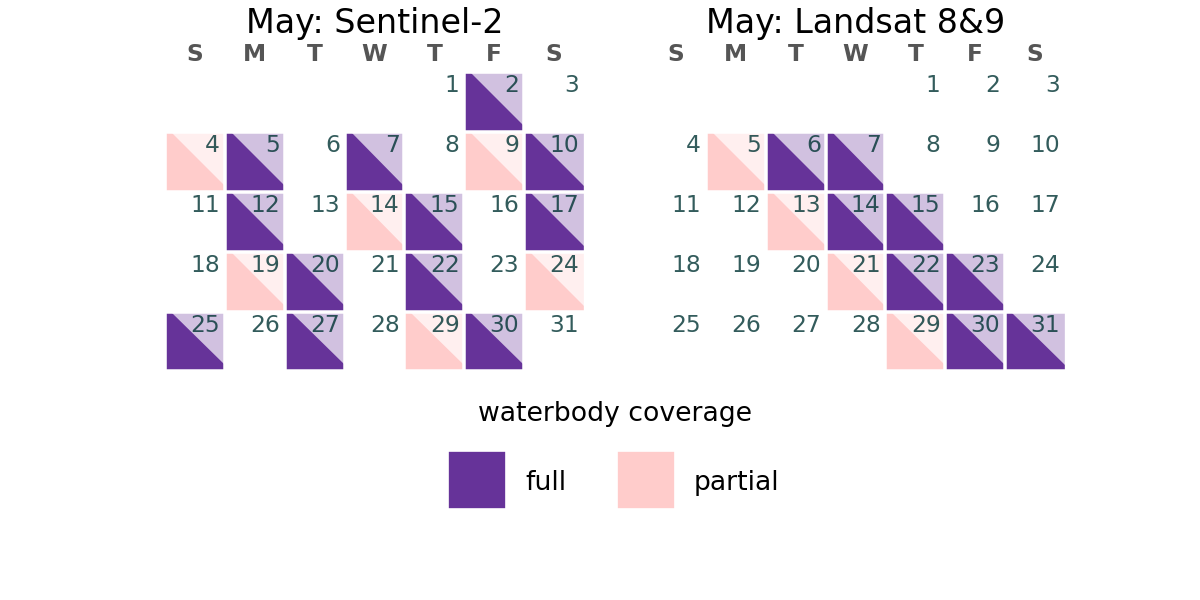 May: Sentinel-2
S M T W T F S
1 2 3
4 5 6 7 8 9 10
11 12 13 14 15 16 17
18 19 20 21 22 23 24
25 26 27 28 29 30 31
May: Landsat 8&9
S M T W T F S
1 2 3
4 5 6 7 8 9 10
11 12 13 14 15 16 17
18 19 20 21 22 23 24
25 26 27 28 29 30 31
waterbody coverage
full partial